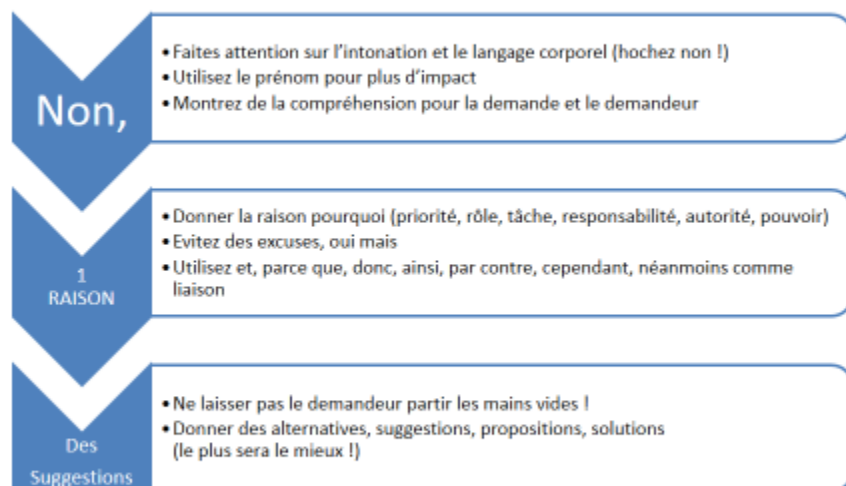 Non,
• Faites attention sur l'intonation et le langage corporel (hochez non !)
• Utilisez le prénom pour plus d'impact
• Montrez de la compréhension pour la demande et le demandeur
1
RAISON
• Donner la raison pourquoi (priorité, rôle, tâche, responsabilité, autorité, pouvoir)
• Evitez des excuses, oui mais
• Utilisez et, parce que, donc, ainsi, par contre, cependant, néanmoins comme
liaison
Des
Suggestions
• Ne laisser pas le demandeur partir les mains vides !
• Donner des alternatives, suggestions, propositions, solutions
(le plus sera le mieux !)